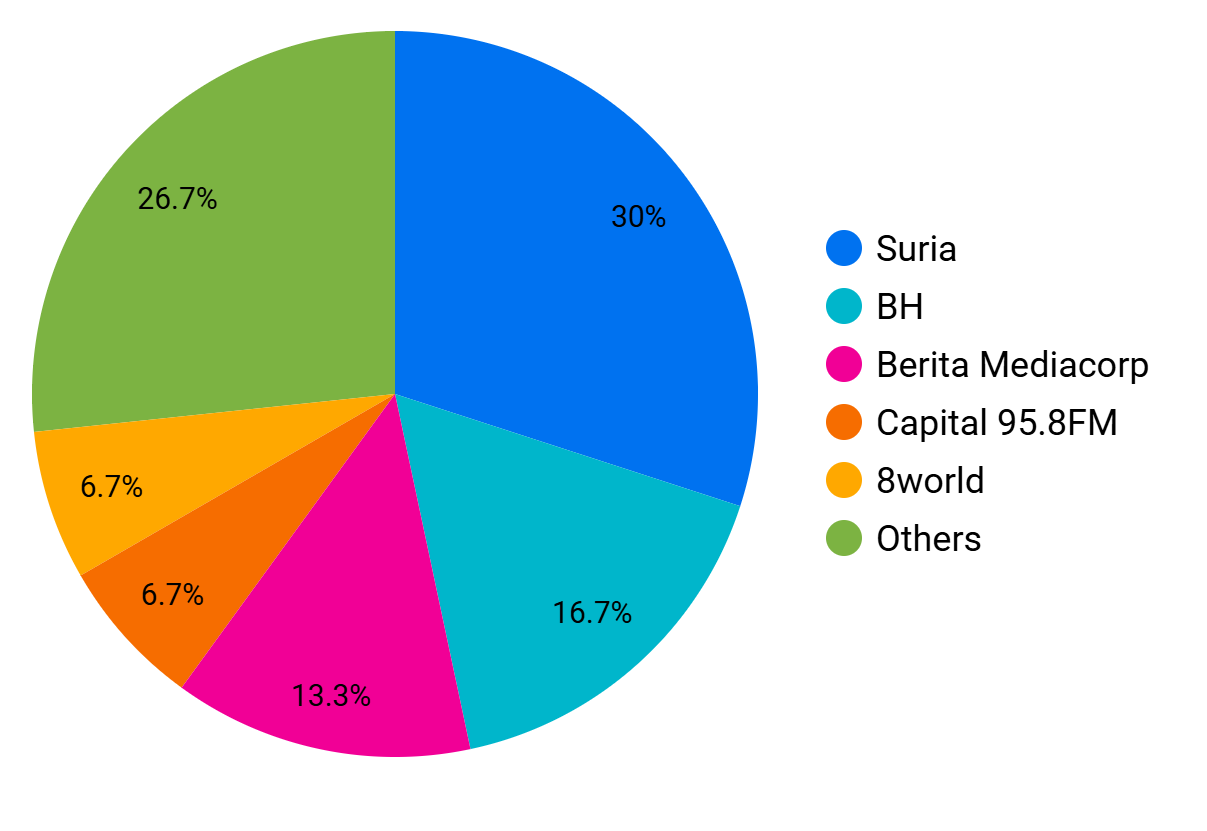 26.7%
30%
6.7%
6.7%
13.3%
16.7%
Suria
BH
Berita Mediacorp
Capital 95.8FM
8world
Others